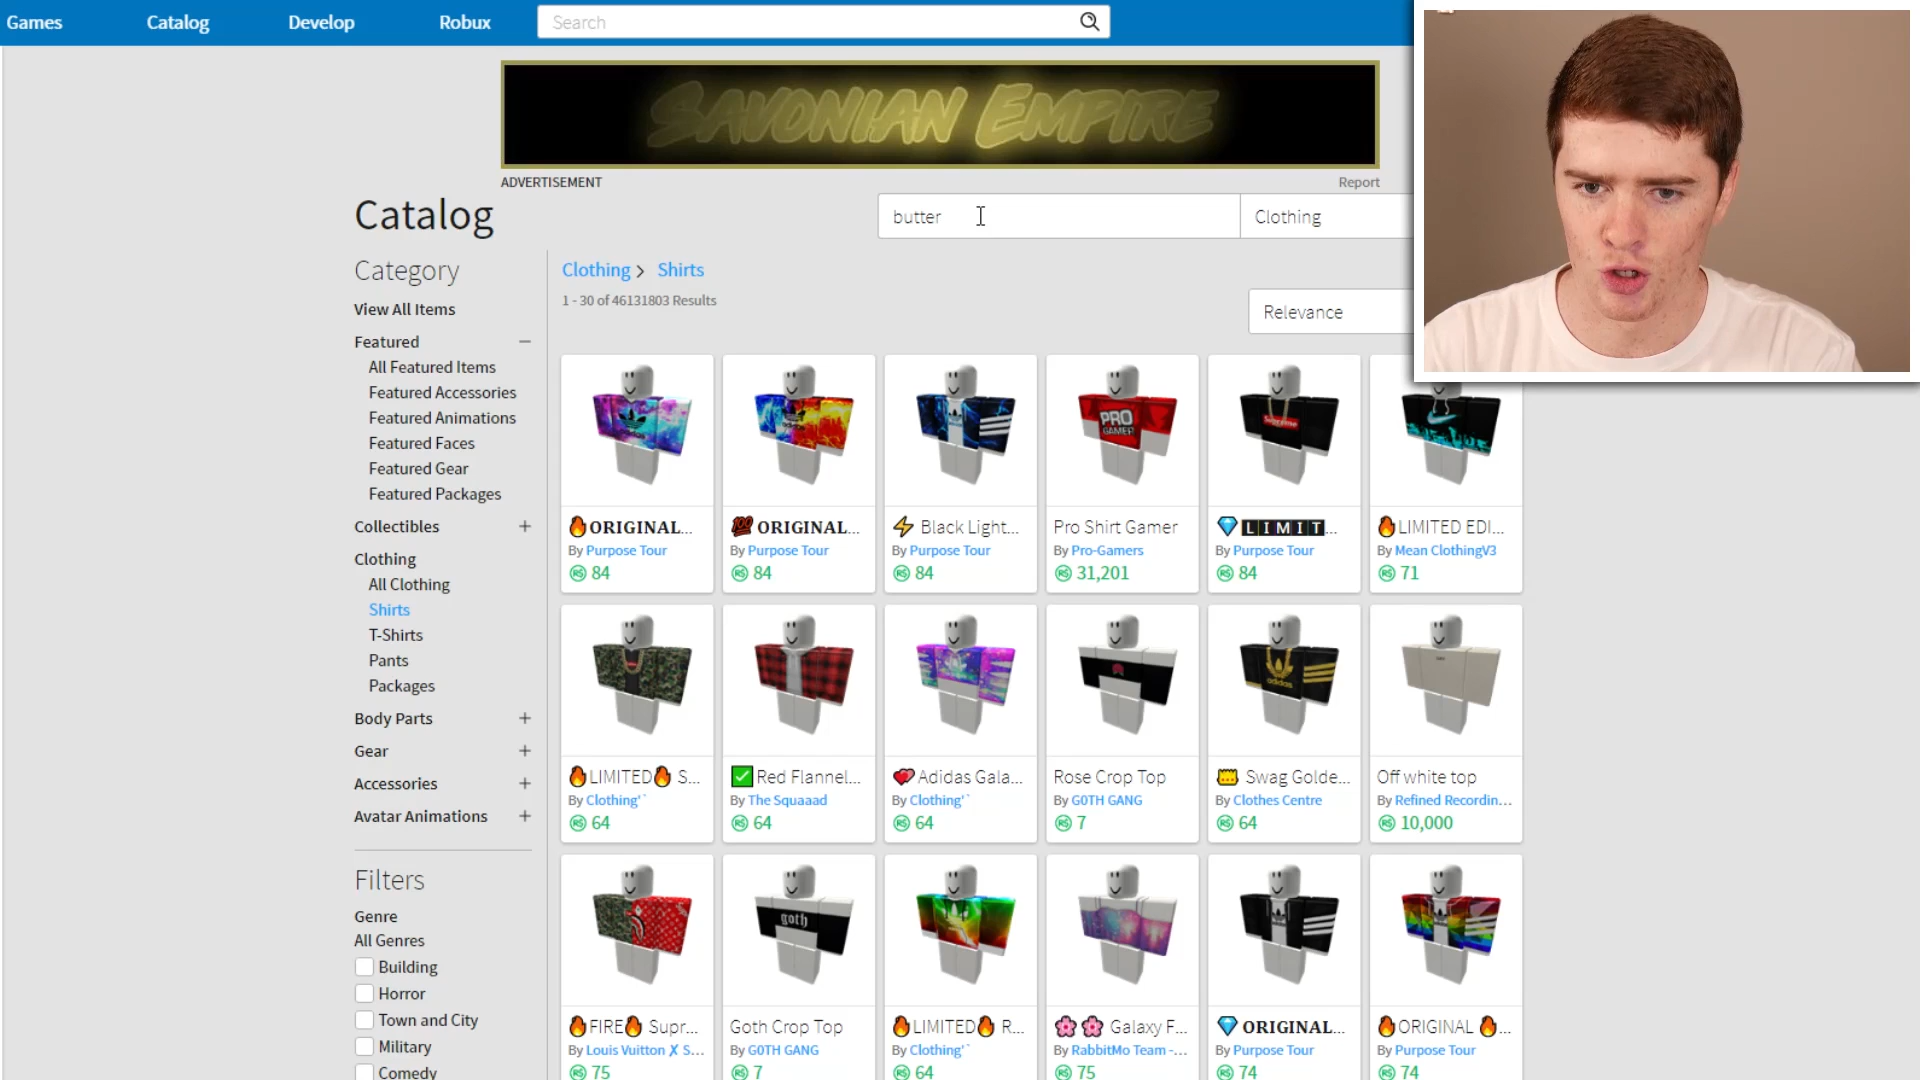 Games Catalog Develop Robux Search
SAVONIAN EMPIRE
ADVERTISEMENT Report
Catalog
butter Clothing
Category
View All Items
Featured
All Featured Items
Featured Accessories
Featured Animations
Featured Faces
Featured Gear
Featured Packages
Collectibles +
Clothing
All Clothing
Shirts
T-Shirts
Pants
Packages
Body Parts +
Gear +
Accessories +
Avatar Animations +
Filters
Genre
All Genres
Building
Horror
Town and City
Military
Comedy
Clothing > Shirts
1 - 30 of 46131803 Results
Relevance
PRO GAMER
Supreme
🔥ORIGINAL... 💯 ORIGINAL... ⚡ Black Light... Pro Shirt Gamer 💎LIMIT... 🔥LIMITED EDI...
By Purpose Tour By Purpose Tour By Purpose Tour By Pro-Gamers By Purpose Tour By Mean ClothingV3
R$ 84 R$ 84 R$ 84 R$ 31,201 R$ 84 R$ 71
adidas
🔥LIMITED🔥 S... ✅ Red Flannel... 💕Adidas Gala... Rose Crop Top Swag Golde... Off white top
By Clothing'` By The Squaaad By Clothing'` By G0TH GANG By Clothes Centre By Refined Recordin...
R$ 64 R$ 64 R$ 64 R$ 7 R$ 64 R$ 10,000
goth
🔥FIRE🔥 Supr... Goth Crop Top 🔥LIMITED🔥 R... 🌸🌸 Galaxy F... 💎 ORIGINAL... 🔥ORIGINAL 🔥...
By Louis Vuitton X S... By G0TH GANG By Clothing'` By RabbitMo Team -... By Purpose Tour By Purpose Tour
R$ 75 R$ 7 R$ 64 R$ 75 R$ 74 R$ 74